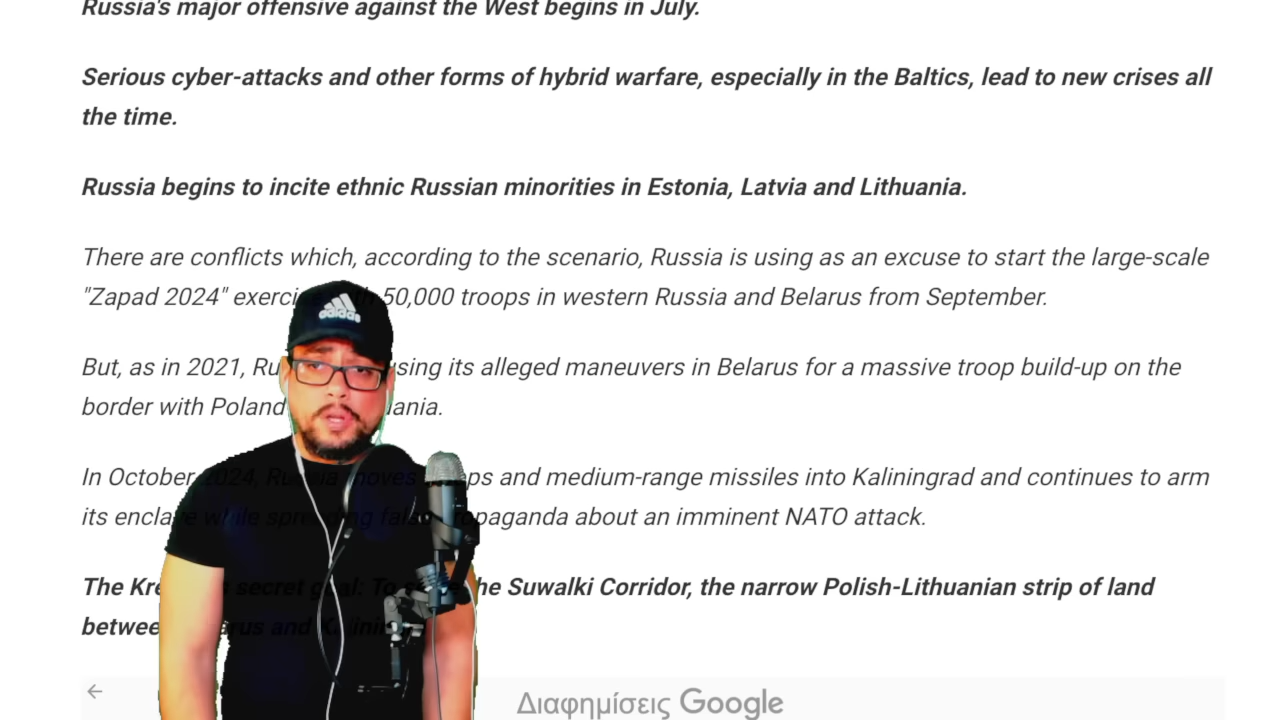 Russia's major offensive against the West begins in July.
Serious cyber-attacks and other forms of hybrid warfare, especially in the Baltics, lead to new crises all
the time.
Russia begins to incite ethnic Russian minorities in Estonia, Latvia and Lithuania.
There are conflicts which, according to the scenario, Russia is using as an excuse to start the large-scale
"Zapad 2024" 50,000 troops in western Russia and Belarus from September.
But, as in 2021, its alleged maneuvers in Belarus for a massive troop build-up on the
border with Poland
In October 2024, Russia moves and medium-range missiles into Kaliningrad and continues to arm
its enclave while spreading false propaganda about an imminent NATO attack.
The secret goal: To the Suwalki Corridor, the narrow Polish-Lithuanian strip of land
and
adidas
Διαφημίσεις Google